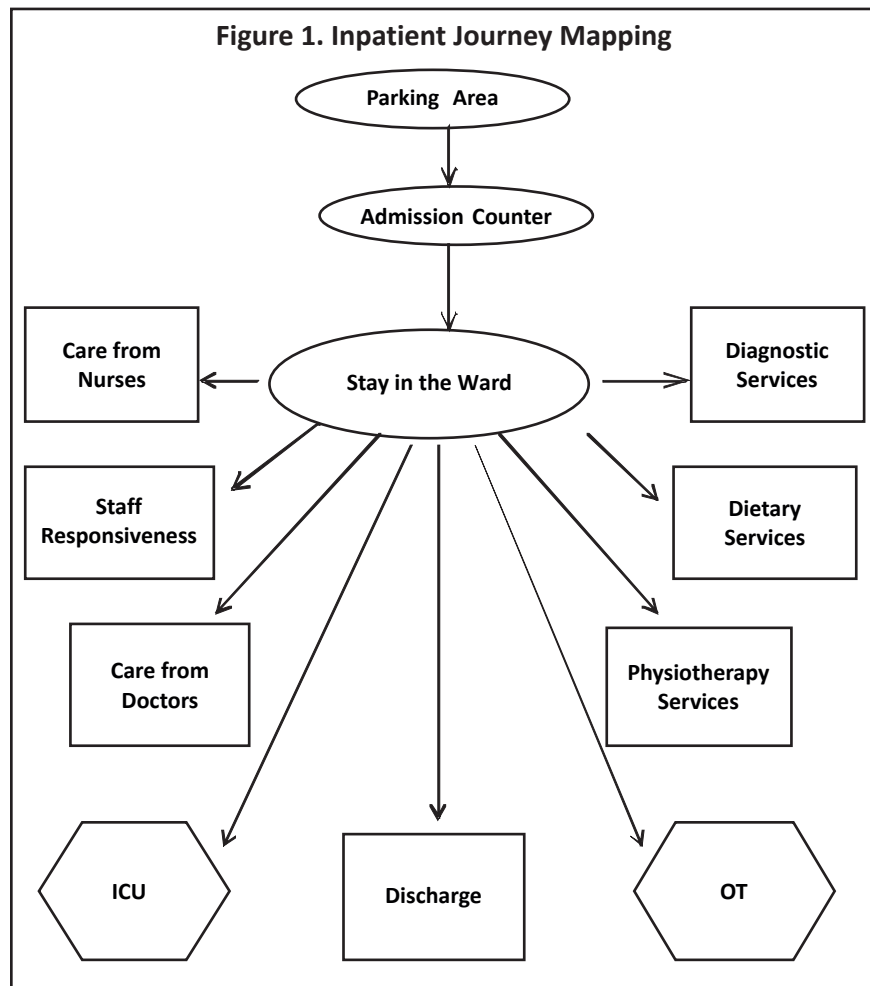 Figure 1. Inpatient Journey Mapping
Parking Area
Admission Counter
Care from
Nurses
Stay in the Ward
Diagnostic
Services
Staff
Responsiveness
Dietary
Services
Care from
Doctors
Physiotherapy
Services
ICU
Discharge
OT